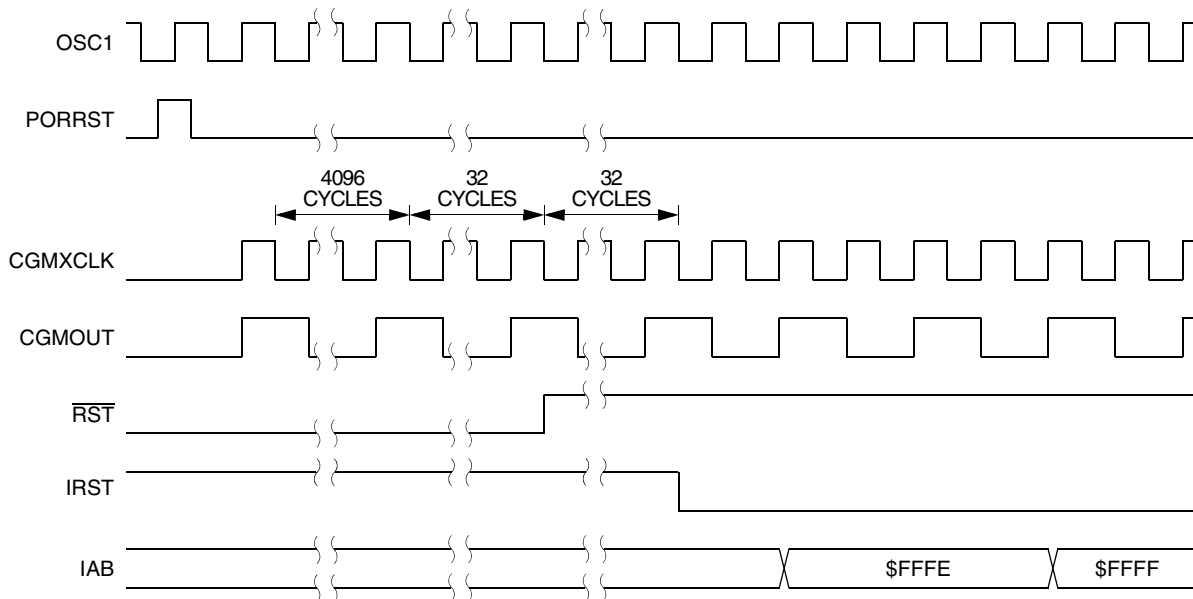 OSC1
PORRST
4096
CYCLES
32
CYCLES
32
CYCLES
CGMXCLK
CGMOUT
RST
IRST
IAB
$FFFE
$FFFF